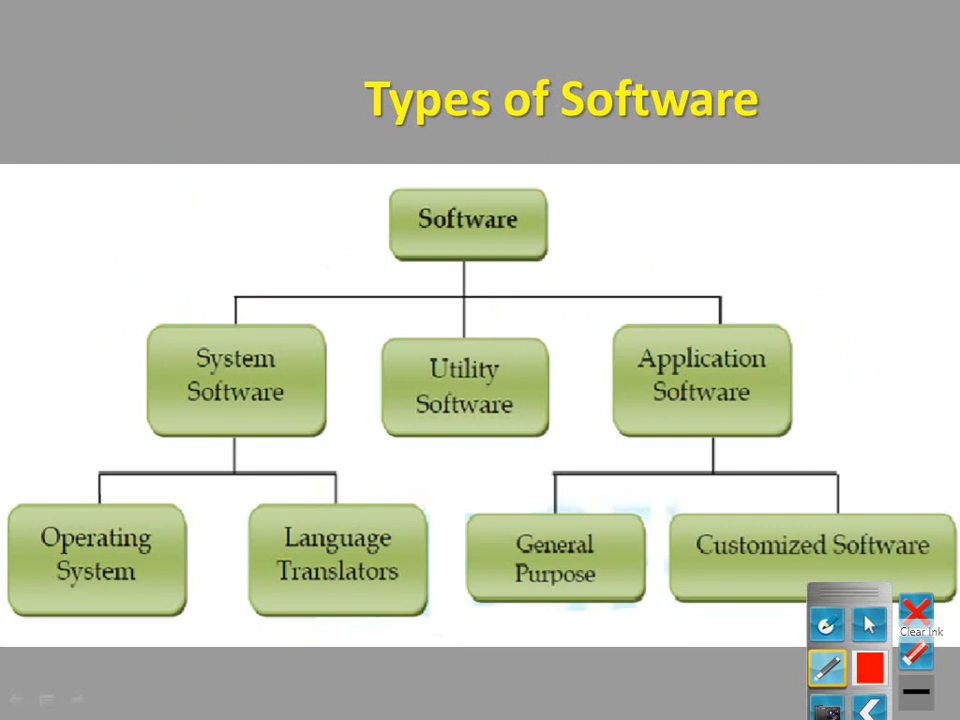 Types of Software
Software
System
Software
Utility
Software
Application
Software
Operating
System
Language
Translators
General
Purpose
Customized Software
Clear Ink